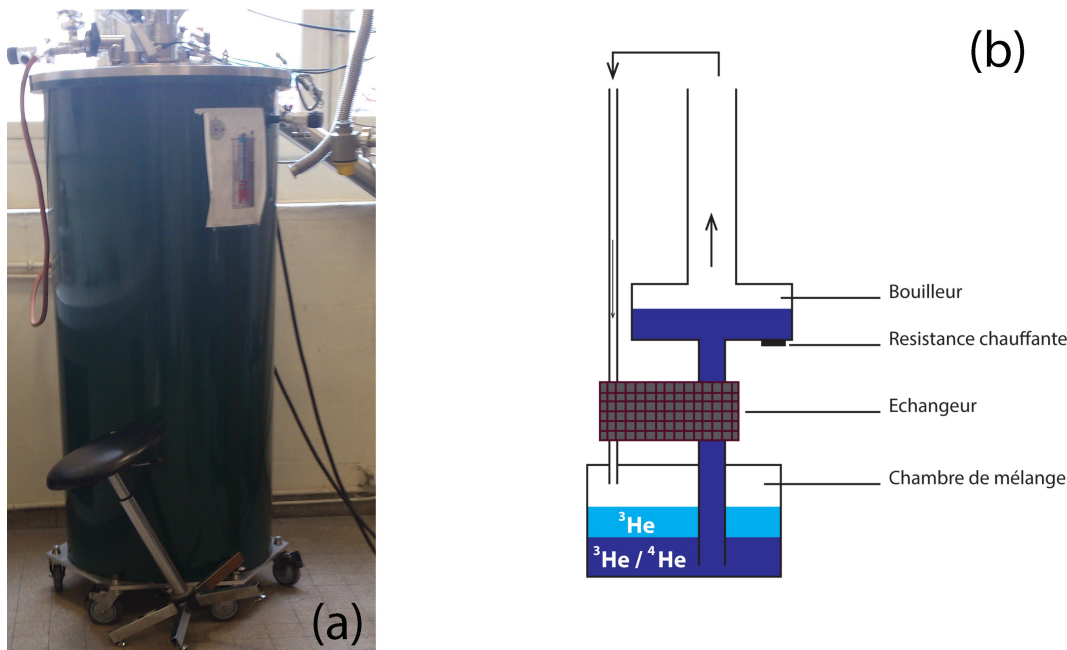 (a)
(b)
Bouilleur
Resistance chauffante
Echangeur
Chambre de mélange
³He
³He / ⁴He